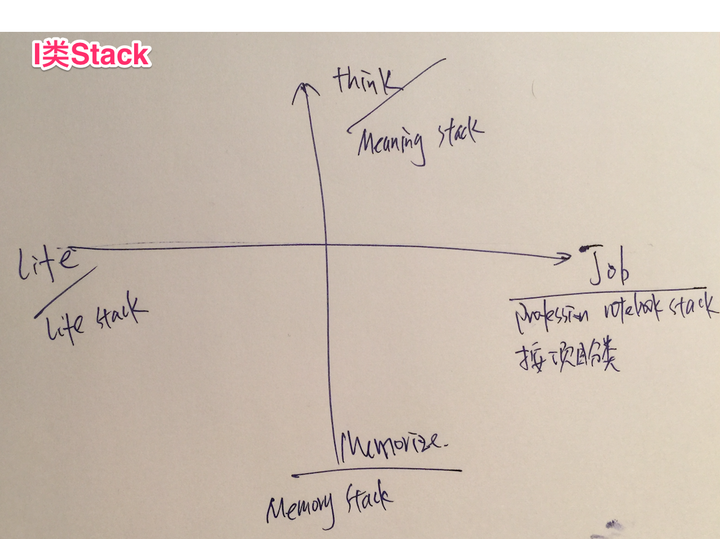 I类Stack
think
Meaning stack
Life
Life stack
Job
profession notebook stack
按项目分类
Memorize.
Memory stack